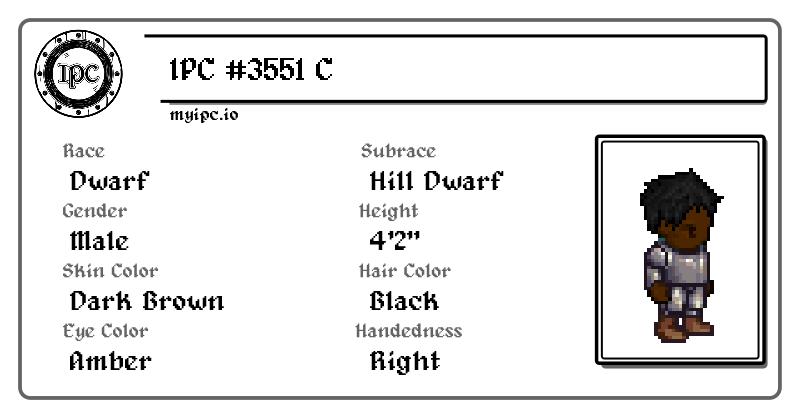 IPC
IPC #3551 C
myipc.io
Race
Dwarf
Subrace
Hill Dwarf
Gender
Male
Height
4'2"
Skin Color
Dark Brown
Hair Color
Black
Eye Color
Amber
Handedness
Right